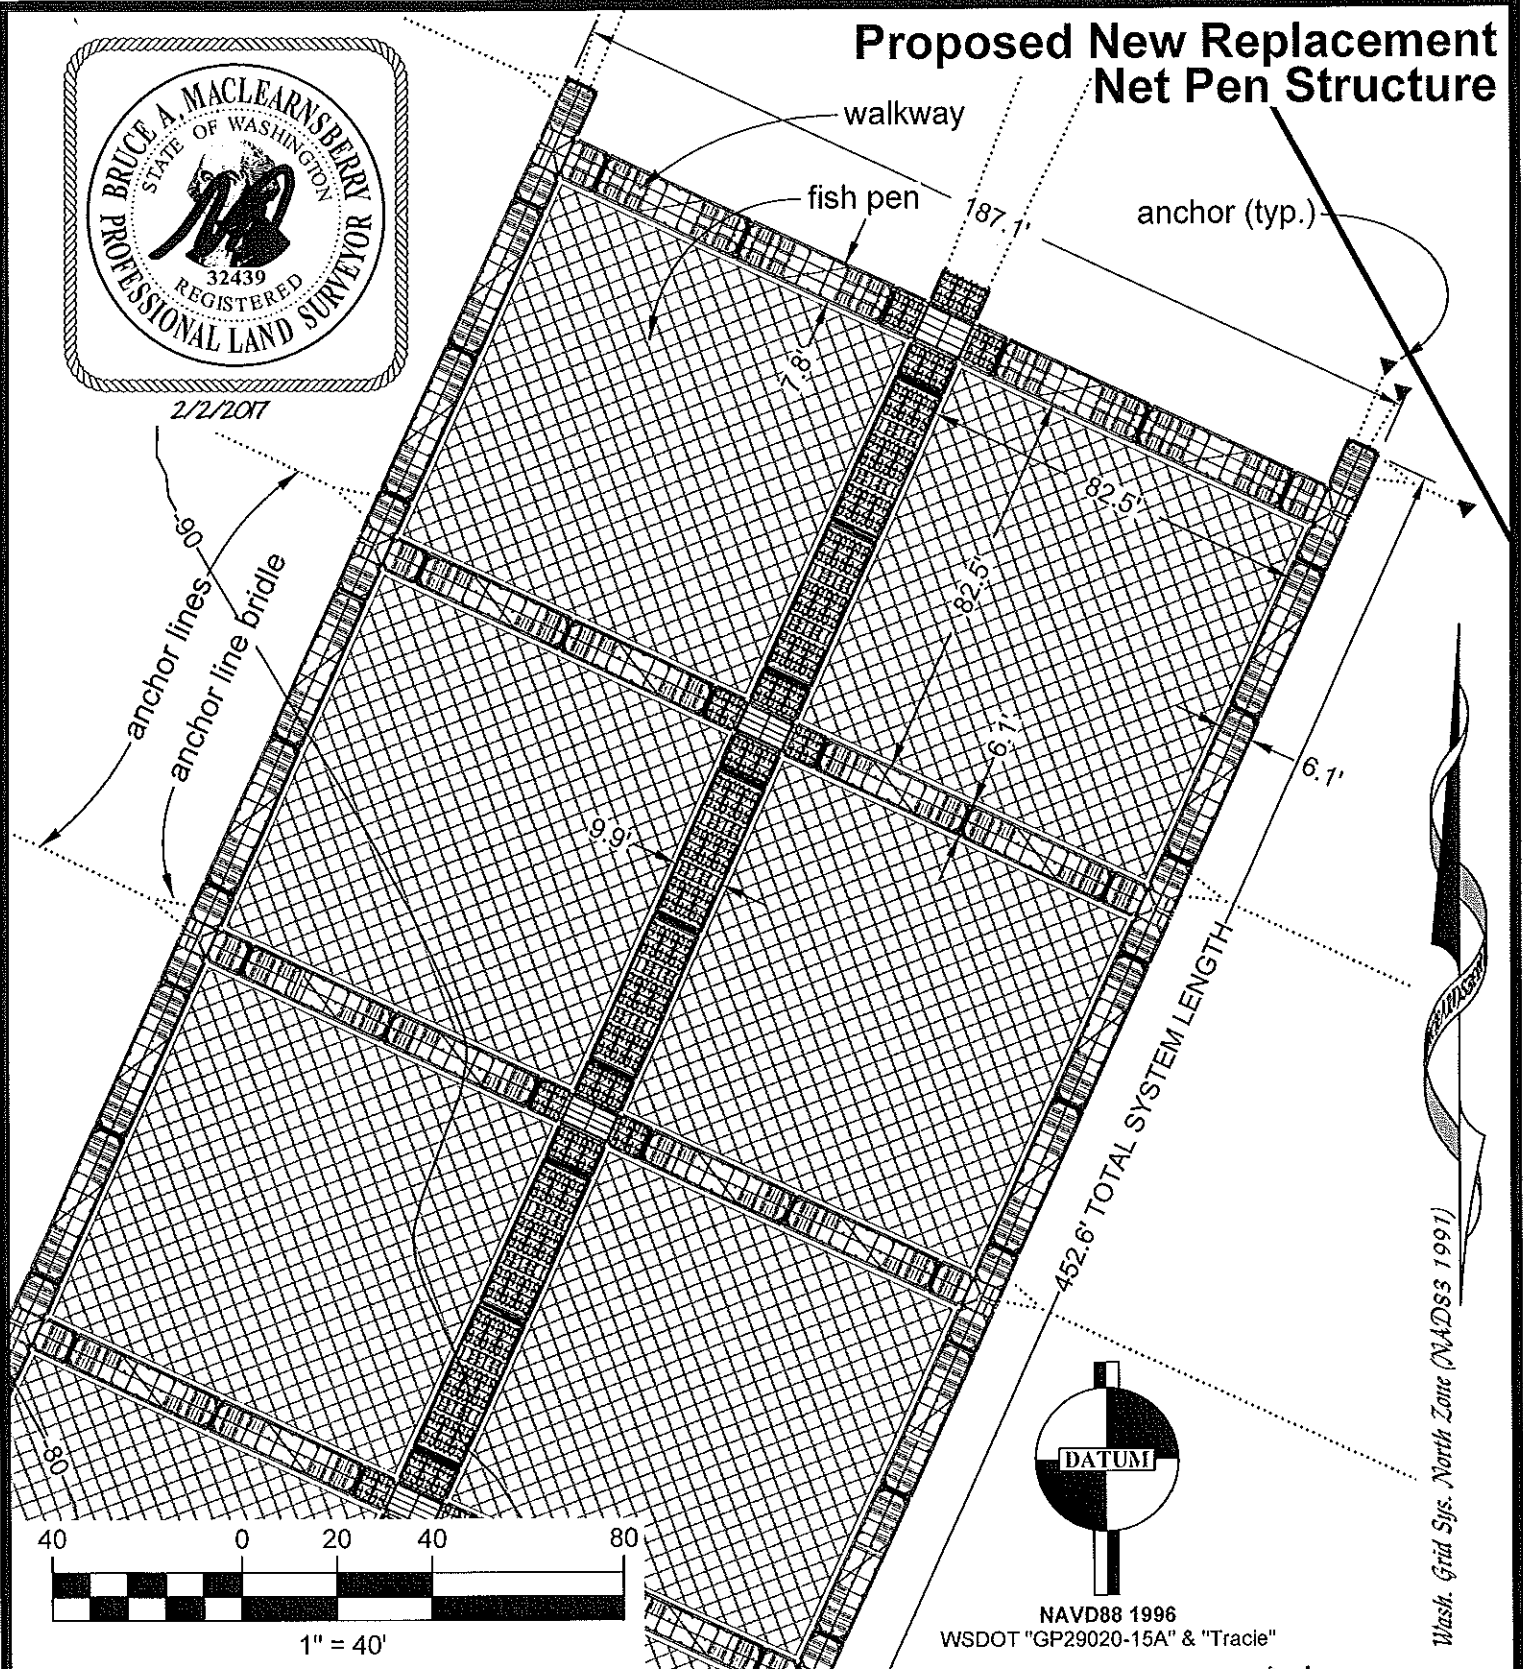 Proposed New Replacement
Net Pen Structure
BRUCE A. MACLEARNSBERRY
STATE OF WASHINGTON
32439
REGISTERED
PROFESSIONAL LAND SURVEYOR
2/2/2017
walkway
fish pen
187.1'
anchor (typ.)
7.8'
82.5'
82.5'
-90
anchor lines
anchor line bridle
6.1'
6.1'
9.9'
452.6' TOTAL SYSTEM LENGTH
-80
DATUM
NAVD88 1996
WSDOT "GP29020-15A" & "Tracie"
Wash. Grid Sys. North Zone (NAD83 1991)
40 0 20 40 80
1" = 40'